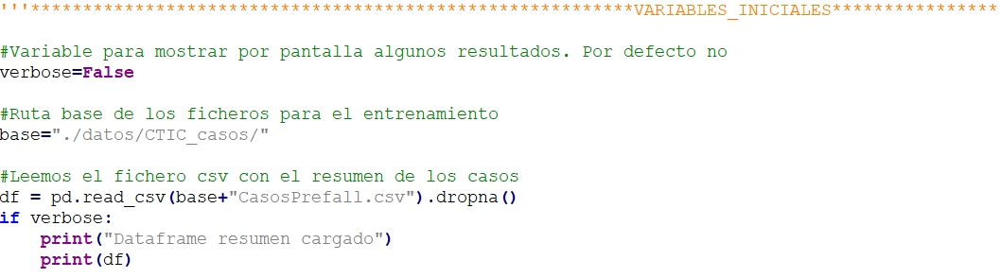 '''**********************************************************VARIABLES_INICIALES****************
#Variable para mostrar por pantalla algunos resultados. Por defecto no
verbose=False
#Ruta base de los ficheros para el entrenamiento
base="./datos/CTIC_casos/"
#Leemos el fichero csv con el resumen de los casos
df = pd.read_csv(base+"CasosPrefall.csv").dropna()
if verbose:
    print("Dataframe resumen cargado")
    print(df)